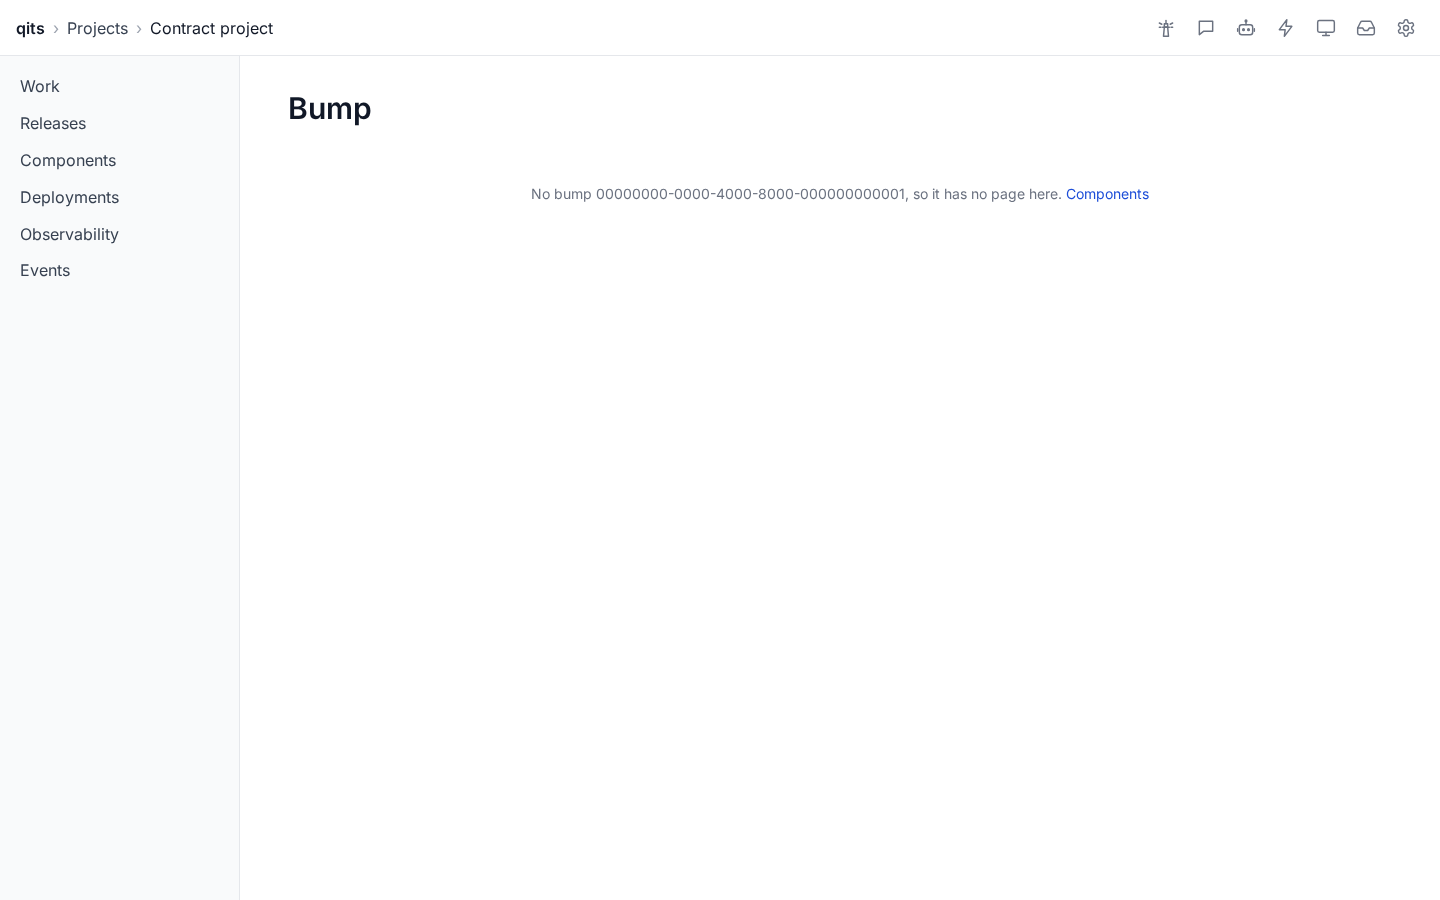 qits › Projects › Contract project
Work
Releases
Components
Deployments
Observability
Events
Bump
No bump 00000000-0000-4000-8000-000000000001, so it has no page here. Components